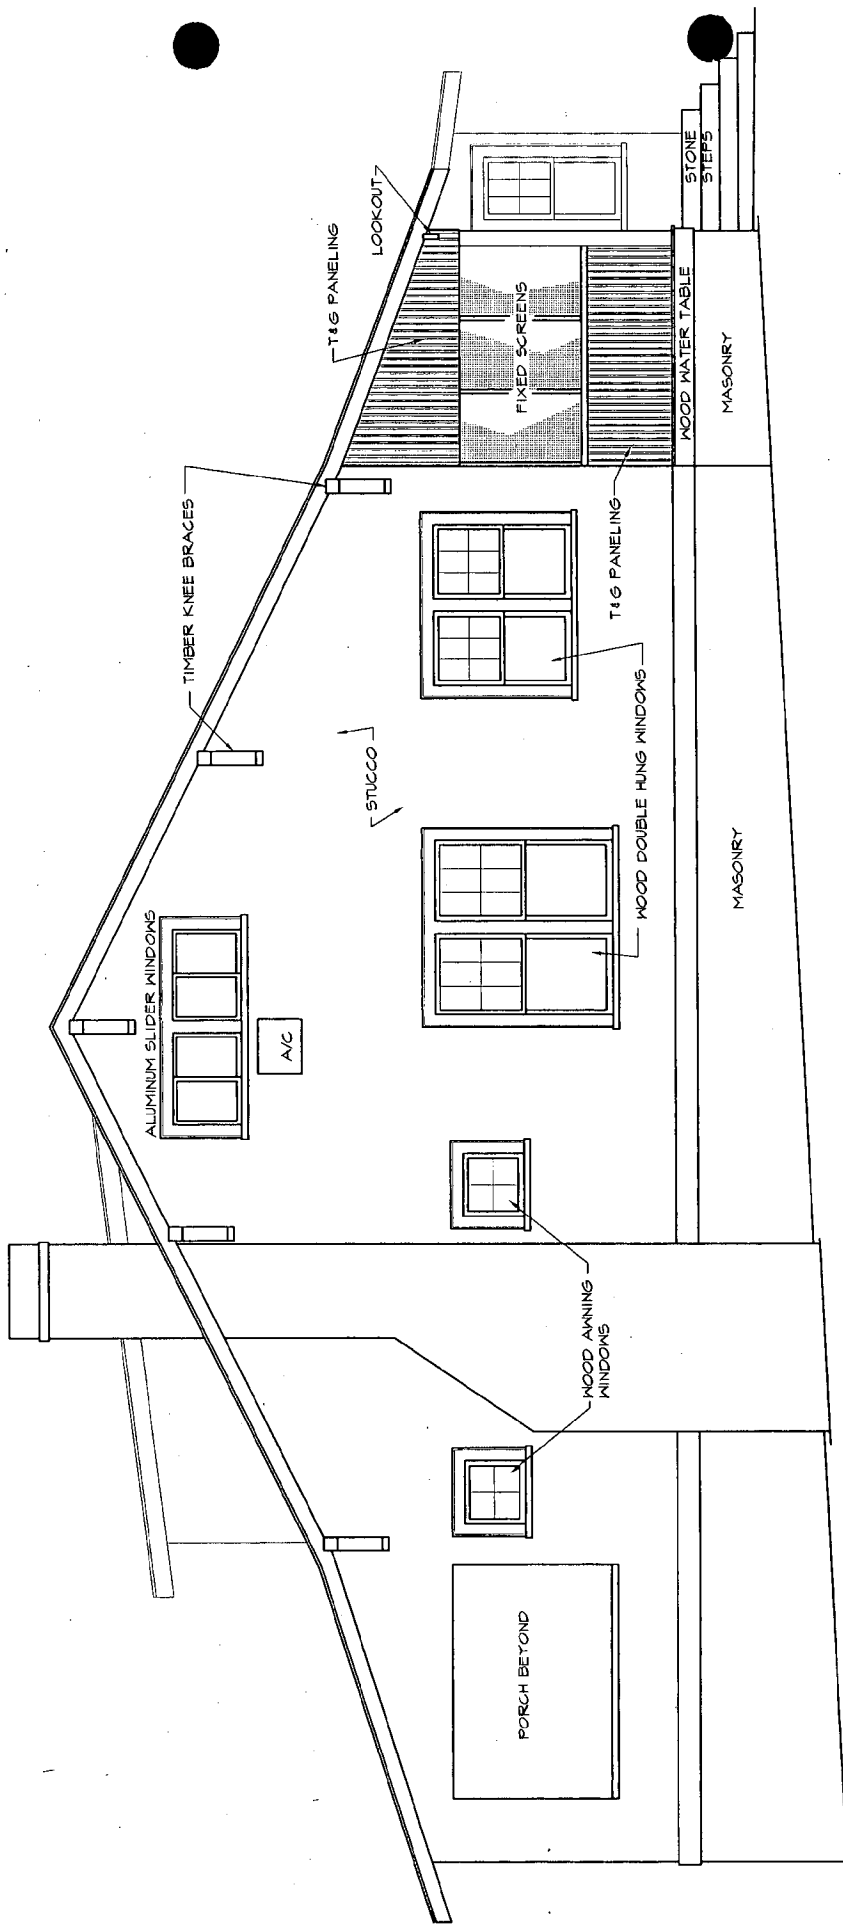 TIMBER KNEE BRACES
T&G PANELING
LOOKOUT
ALUMINUM SLIDER WINDOWS
A/C
STUCCO
FIXED SCREENS
STONE
STEPS
PORCH BEYOND
WOOD AWNING
WINDOWS
WOOD DOUBLE HUNG WINDOWS
T&G PANELING
WOOD WATER TABLE
MASONRY
MASONRY